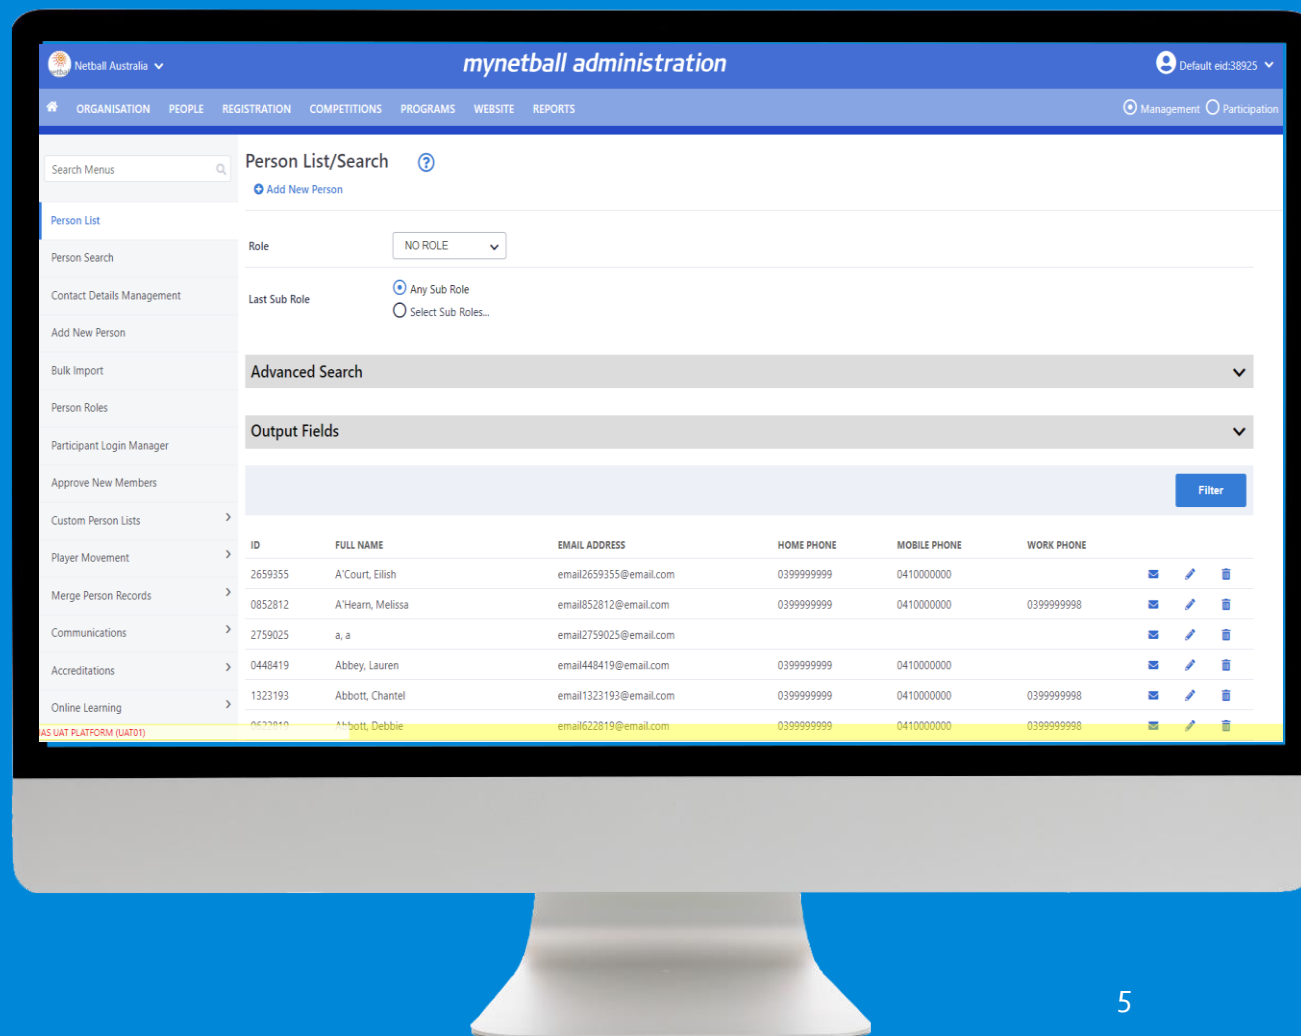 Netball Australia
mynetball administration
Default eid:38925
ORGANISATION PEOPLE REGISTRATION COMPETITIONS PROGRAMS WEBSITE REPORTS
Management Participation
Search Menus
Person List
Person Search
Contact Details Management
Add New Person
Bulk Import
Person Roles
Participant Login Manager
Approve New Members
Custom Person Lists
Player Movement
Merge Person Records
Communications
Accreditations
Online Learning
Person List/Search ?
Add New Person
Role NO ROLE
Last Sub Role Any Sub Role
Select Sub Roles...
Advanced Search
Output Fields
Filter
ID FULL NAME EMAIL ADDRESS HOME PHONE MOBILE PHONE WORK PHONE
2659355 A'Court, Eilish email2659355@email.com 0399999999 0410000000
0852812 A'Hearn, Melissa email852812@email.com 0399999999 0410000000 0399999998
2759025 a, a email2759025@email.com
0448419 Abbey, Lauren email448419@email.com 0399999999 0410000000
1323193 Abbott, Chantel email1323193@email.com 0399999999 0410000000 0399999998
0622819 Abbott, Debbie email622819@email.com 0399999999 0410000000 0399999998
AS UAT PLATFORM (UAT01)
5